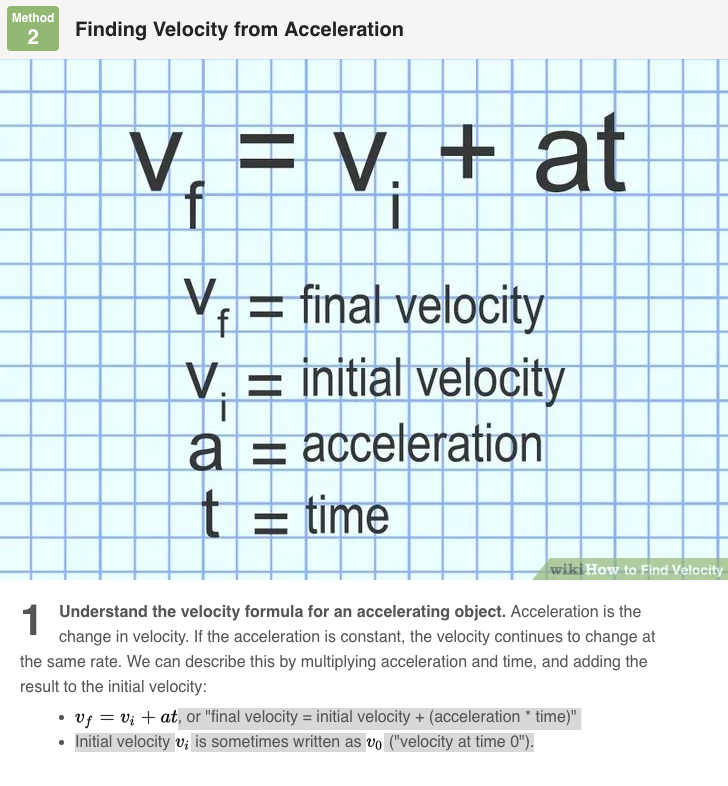 Method
2
Finding Velocity from Acceleration
v_f = v_i + at
v_f = final velocity
v_i = initial velocity
a = acceleration
t = time
wikiHow to Find Velocity
1 Understand the velocity formula for an accelerating object. Acceleration is the
change in velocity. If the acceleration is constant, the velocity continues to change at
the same rate. We can describe this by multiplying acceleration and time, and adding the
result to the initial velocity:
• v_f = v_i + at, or "final velocity = initial velocity + (acceleration * time)"
• Initial velocity v_i is sometimes written as v_0 ("velocity at time 0").